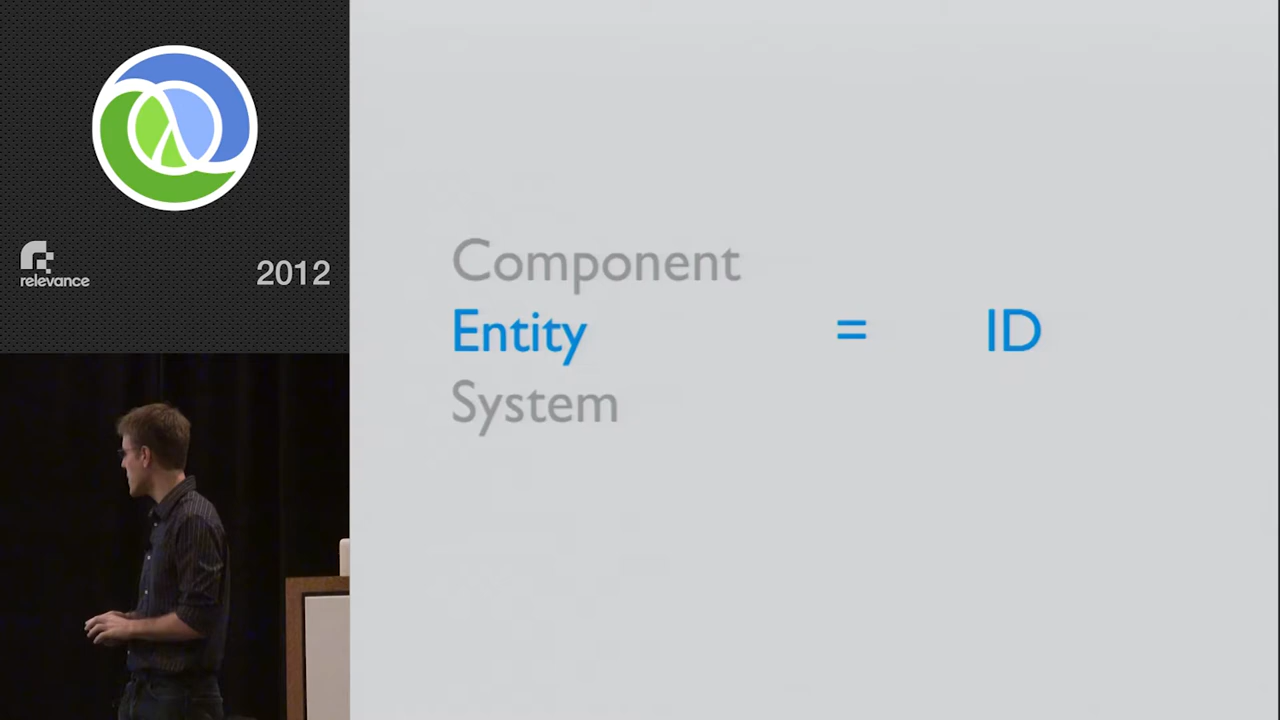 relevance
2012
Component
Entity = ID
System